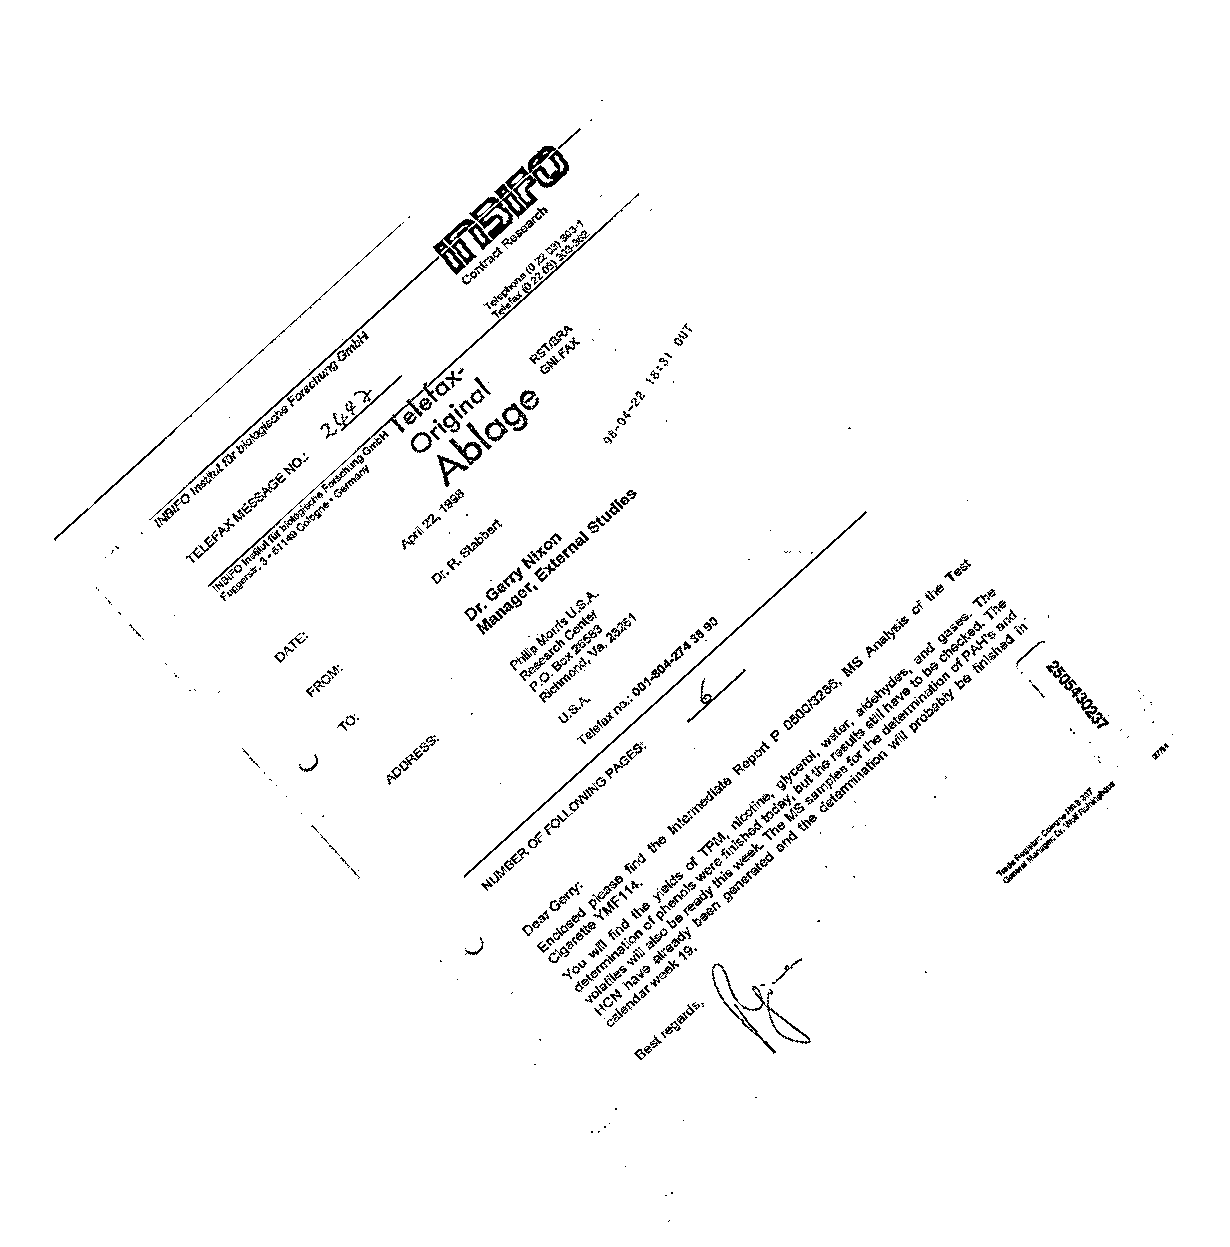 INBIFO Institut für biologische Forschung GmbH
INBIFO
Contract Research
TELEFAX MESSAGE NO.: 2472
INBIFO Institut für biologische Forschung GmbH
Fuggerstr. 3 • 51149 Cologne • Germany
Telephone (0 22 03) 303-1
Telefax (0 22 03) 303-362
Telefax-
Original
Ablage
RST/BRA
GNI.FAX
DATE: April 22, 1998
98-04-22 18:31 OUT
FROM: Dr. R. Stabbert
TO: Dr. Gerry Nixon
Manager, External Studies
ADDRESS: Philip Morris U.S.A.
Research Center
P.O. Box 26583
Richmond, Va. 23261
U.S.A.
Telefax no.: 001-804-274 38 90
NUMBER OF FOLLOWING PAGES: 6
Dear Gerry:
Enclosed please find the Intermediate Report P 0500/3286, MS Analysis of the Test
Cigarette YMF114.
You will find the yields of TPM, nicotine, glycerol, water, aldehydes, and gases. The
determination of phenols were finished today, but the results still have to be checked. The
volatiles will also be ready this week. The MS samples for the determination of PAH's and
HCN have already been generated and the determination will probably be finished in
calendar week 19.
Best regards,
2505430237
Trade Register: Cologne HRB 367
General Manager: Dr. Wolf Reininghaus